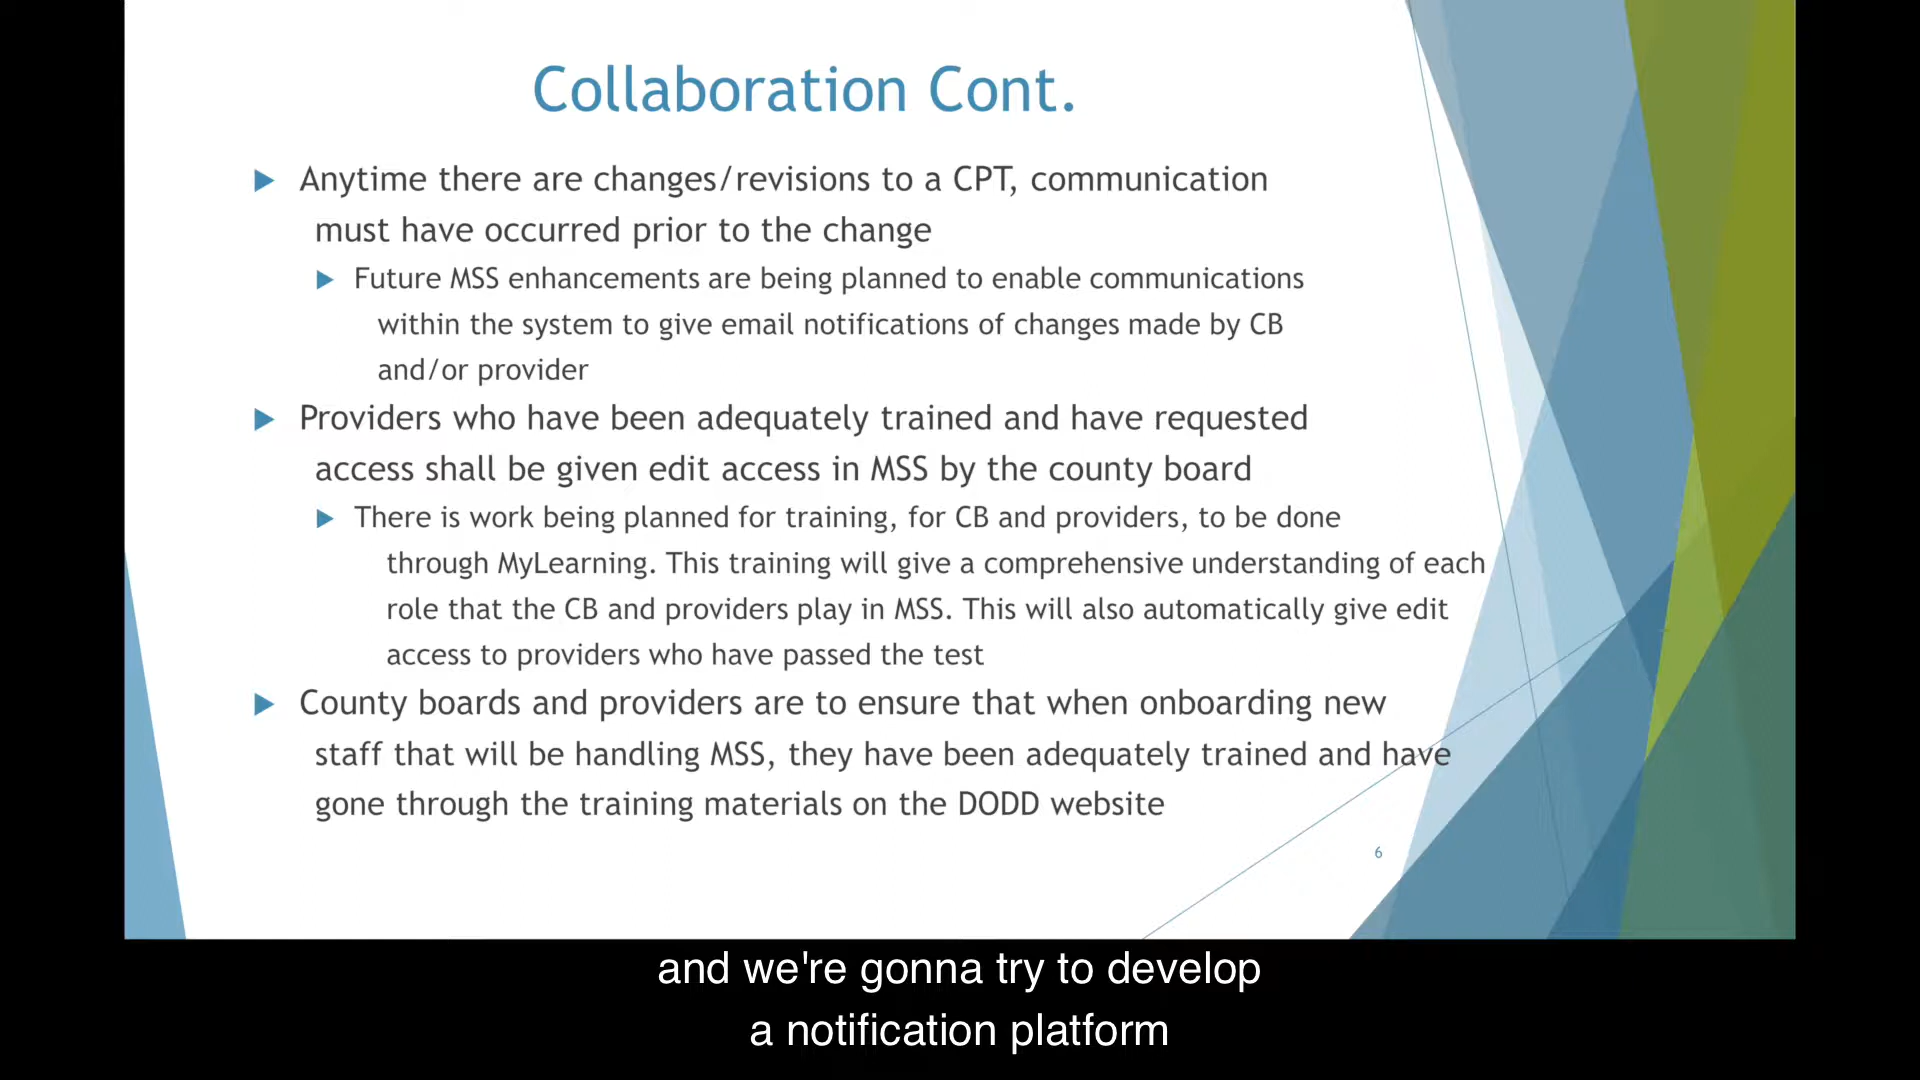 Collaboration Cont.
Anytime there are changes/revisions to a CPT, communication
must have occurred prior to the change
Future MSS enhancements are being planned to enable communications
within the system to give email notifications of changes made by CB
and/or provider
Providers who have been adequately trained and have requested
access shall be given edit access in MSS by the county board
There is work being planned for training, for CB and providers, to be done
through MyLearning. This training will give a comprehensive understanding of each
role that the CB and providers play in MSS. This will also automatically give edit
access to providers who have passed the test
County boards and providers are to ensure that when onboarding new
staff that will be handling MSS, they have been adequately trained and have
gone through the training materials on the DODD website
6
and we're gonna try to develop
a notification platform